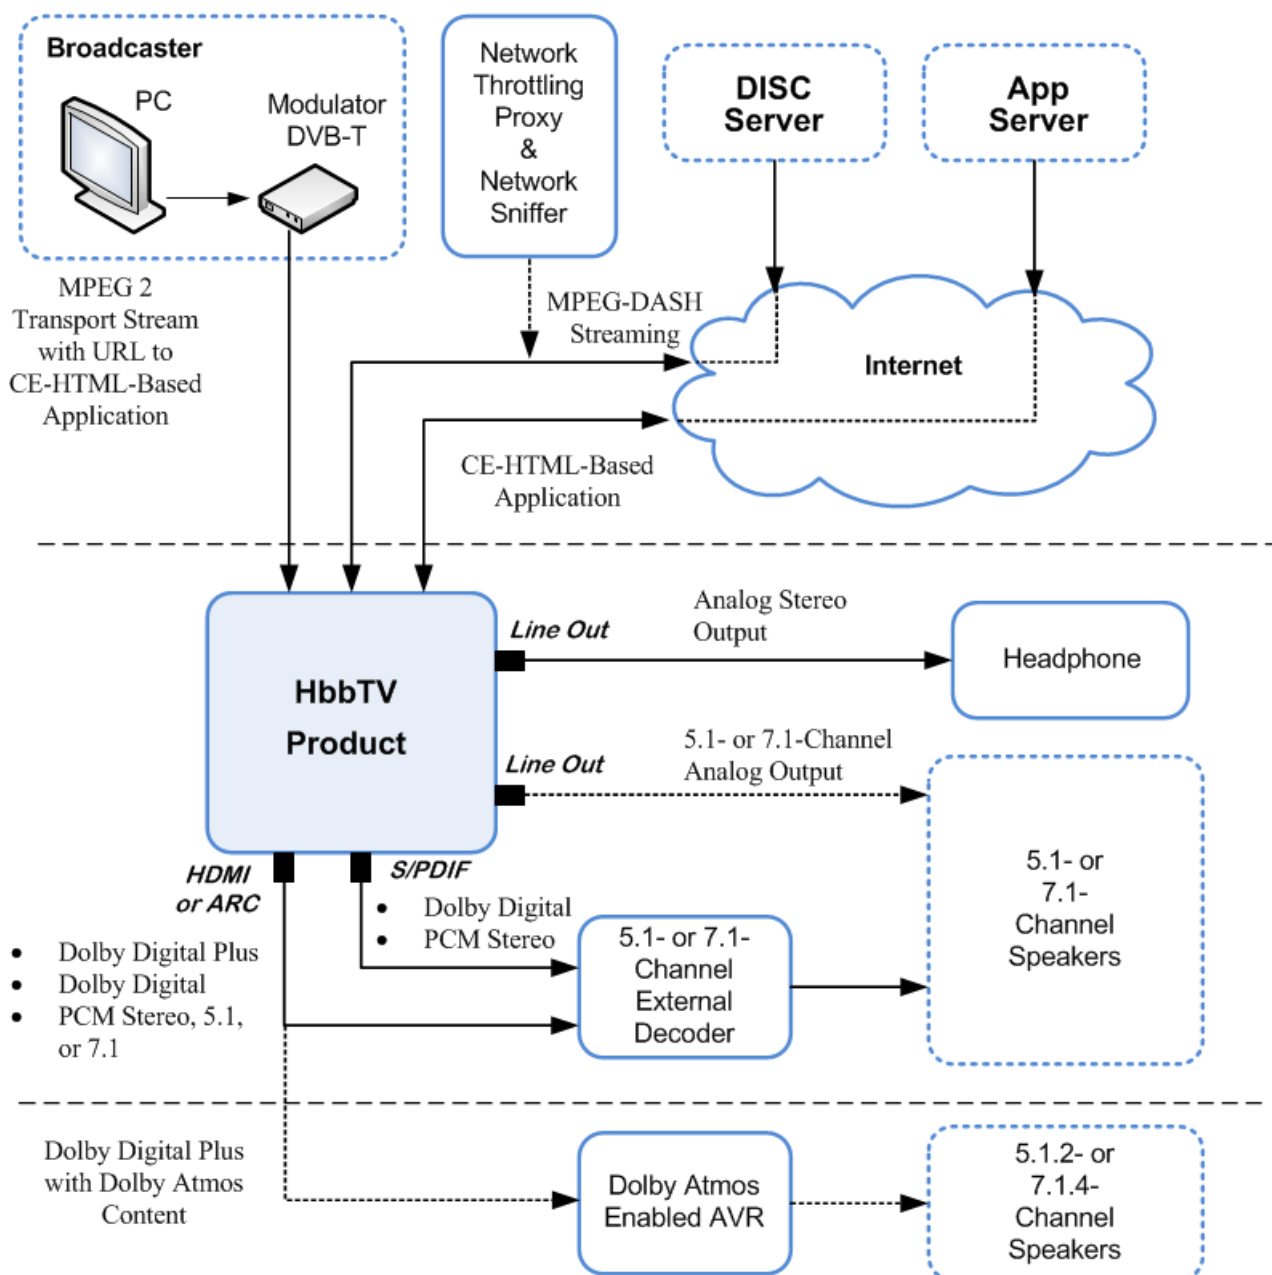 Broadcaster
PC
Modulator
DVB-T
Network
Throttling
Proxy
&
Network
Sniffer
DISC
Server
App
Server
MPEG 2
Transport Stream
with URL to
CE-HTML-Based
Application
MPEG-DASH
Streaming
Internet
CE-HTML-Based
Application
HbbTV
Product
Line Out
Analog Stereo
Output
Headphone
Line Out
5.1- or 7.1-Channel
Analog Output
5.1- or
7.1-
Channel
Speakers
HDMI
or ARC
S/PDIF
• Dolby Digital
• PCM Stereo
• Dolby Digital Plus
• Dolby Digital
• PCM Stereo, 5.1,
or 7.1
5.1- or 7.1-
Channel
External
Decoder
Dolby Digital Plus
with Dolby Atmos
Content
Dolby Atmos
Enabled AVR
5.1.2- or
7.1.4-
Channel
Speakers